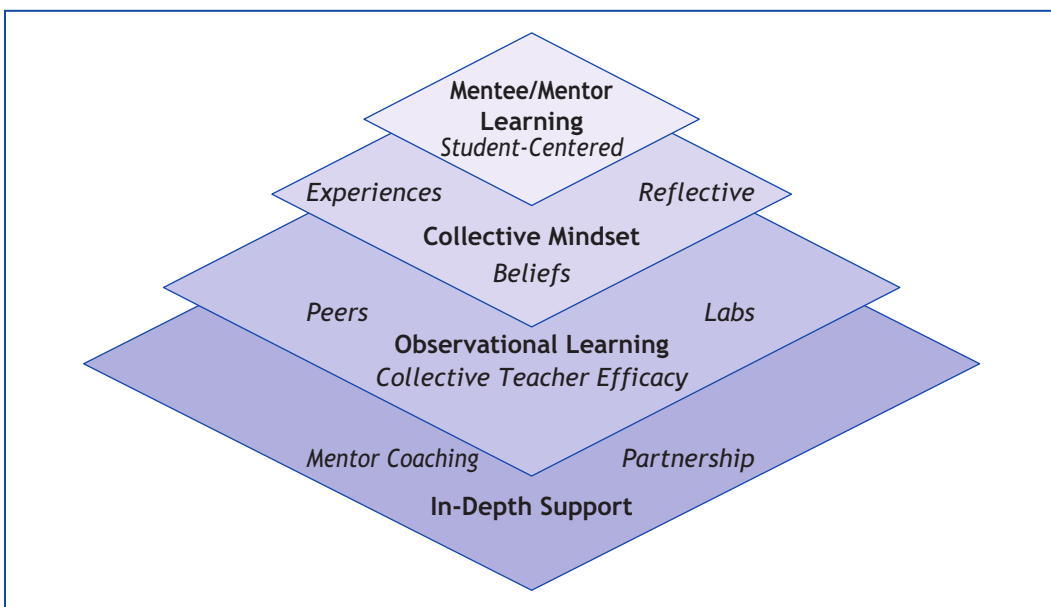 Mentee/Mentor
Learning
Student-Centered
Experiences Reflective
Collective Mindset
Beliefs
Peers Labs
Observational Learning
Collective Teacher Efficacy
Mentor Coaching Partnership
In-Depth Support